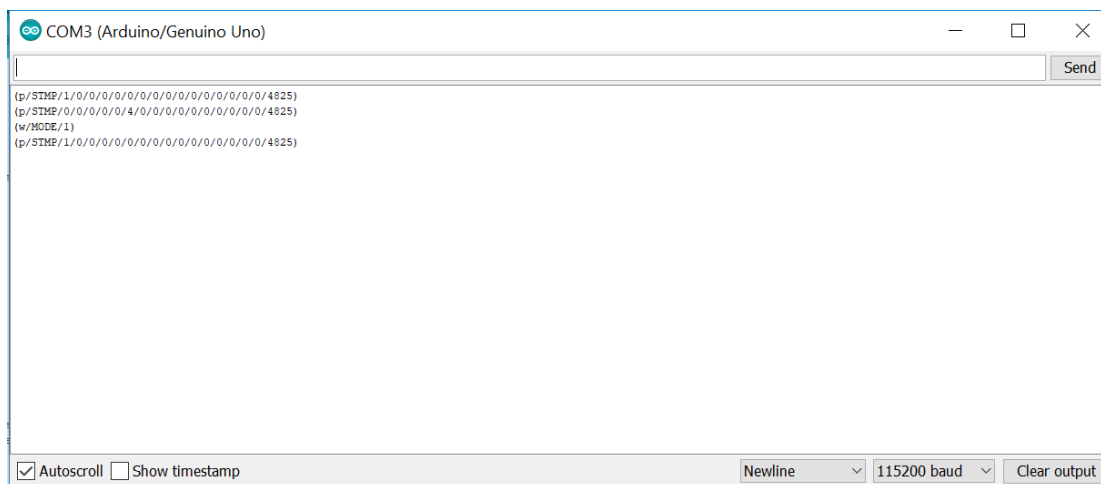 COM3 (Arduino/Genuino Uno)
Send
(p/STMP/1/0/0/0/0/0/0/0/0/0/0/0/0/0/0/0/4825)
(p/STMP/0/0/0/0/0/4/0/0/0/0/0/0/0/0/0/0/4825)
(w/MODE/1)
(p/STMP/1/0/0/0/0/0/0/0/0/0/0/0/0/0/0/0/4825)
Autoscroll Show timestamp Newline 115200 baud Clear output